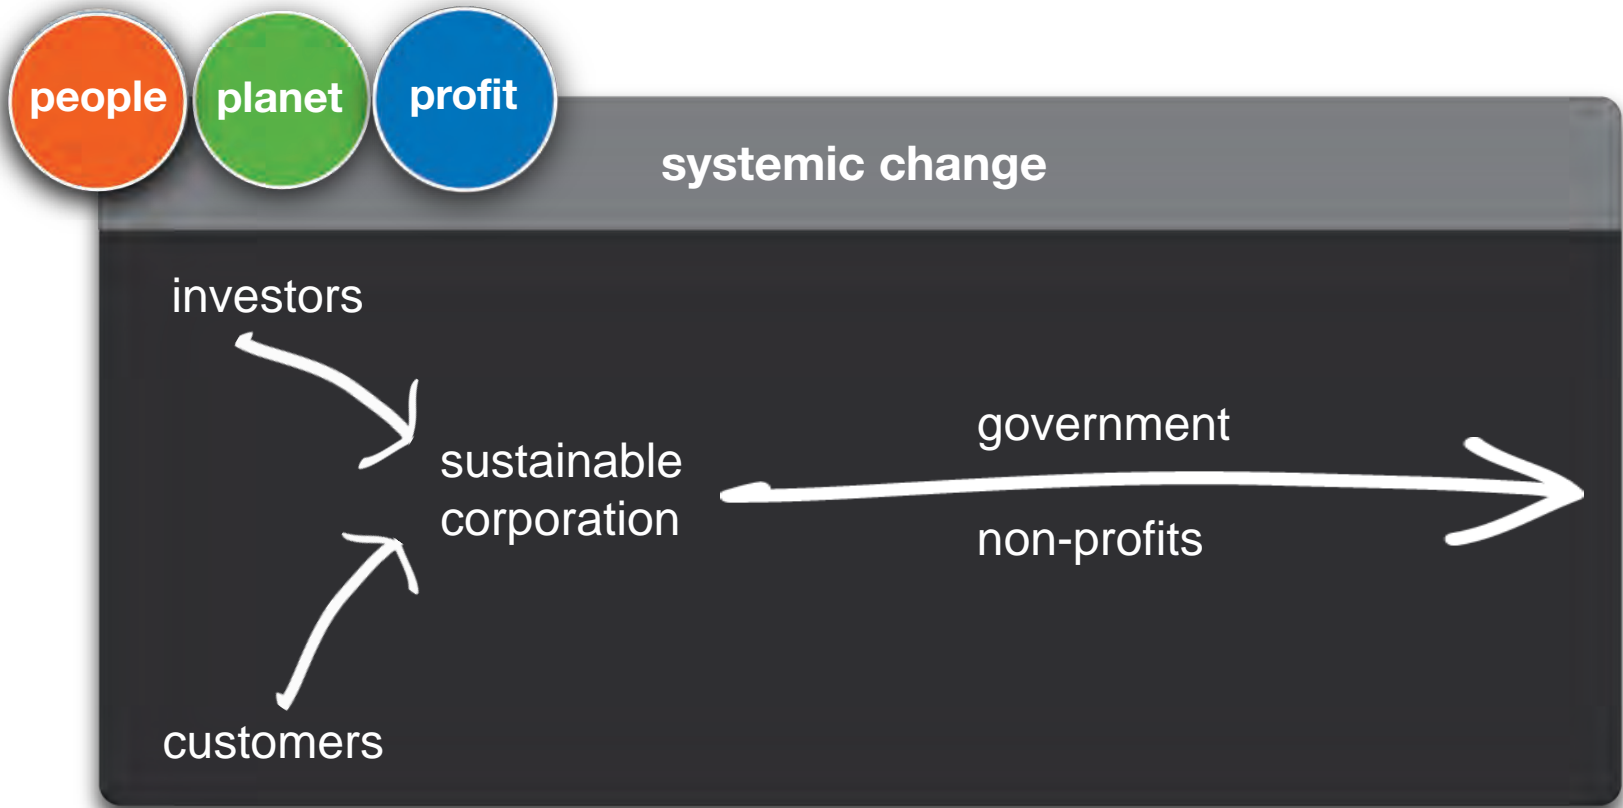 people
planet
profit
systemic change
investors
sustainable
corporation
government
non-profits
customers